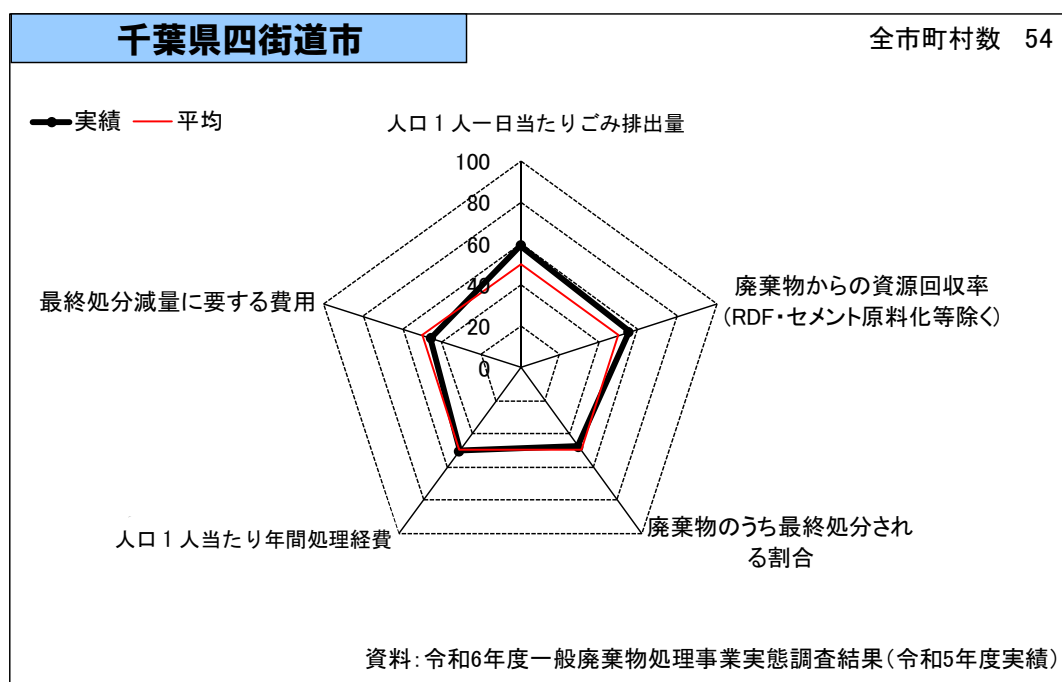 千葉県四街道市
全市町村数 54
実績 平均
人口１人一日当たりごみ排出量
100
80
60
40
20
0
廃棄物からの資源回収率
(RDF・セメント原料化等除く)
最終処分減量に要する費用
人口１人当たり年間処理経費
廃棄物のうち最終処分され
る割合
資料：令和6年度一般廃棄物処理事業実態調査結果(令和5年度実績)